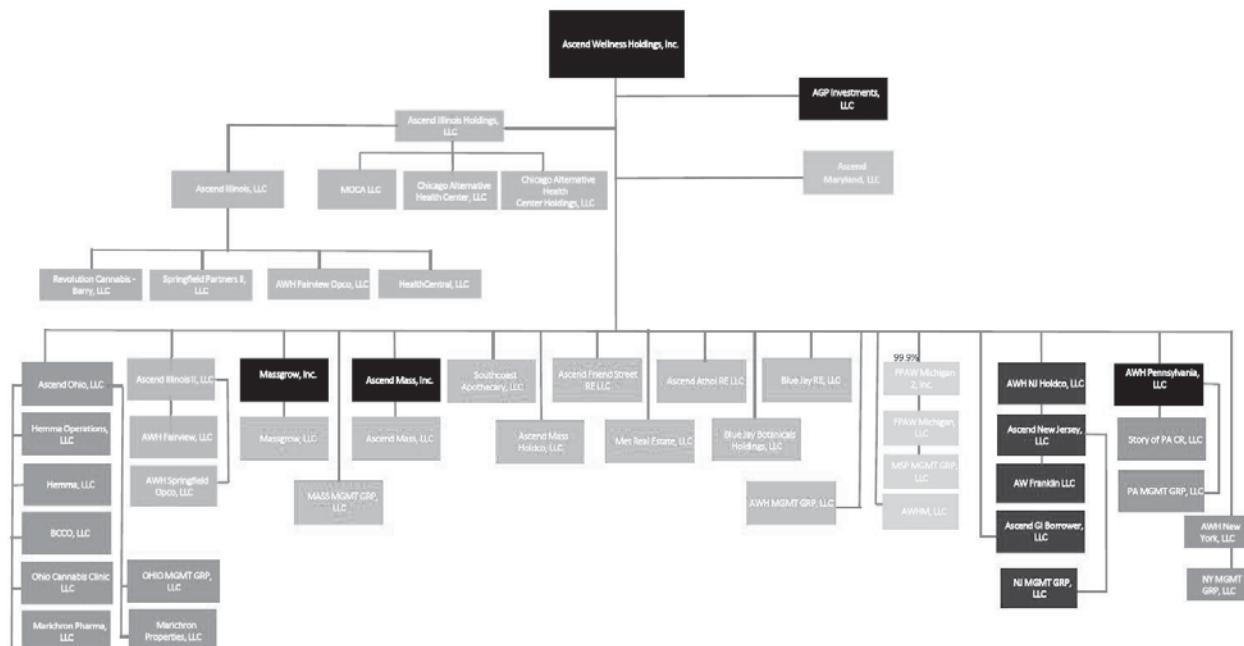 Ascend Wellness Holdings, Inc.
AGP Investments,
LLC
Ascend Illinois Holdings,
LLC
Ascend
Maryland, LLC
Ascend Illinois, LLC
MOCA LLC
Chicago Alternative
Health Center, LLC
Chicago Alternative
Health
Center Holdings, LLC
Revolution Cannabis -
Barry, LLC
Springfield Partners II,
LLC
AWH Fairview Opco, LLC
HealthCentral, LLC
Ascend Ohio, LLC
Ascend Illinois II, LLC
Massgrow, Inc.
Ascend Mass, Inc.
Southcoast
Apothecary, LLC
Ascend Friend Street
RE LLC
Ascend Athol RE LLC
Blue Jay RE, LLC
99.9%
FPAW Michigan
2, Inc.
AWH NJ Holdco, LLC
AWH Pennsylvania,
LLC
Hemma Operations,
LLC
AWH Fairview, LLC
Massgrow, LLC
Ascend Mass, LLC
Ascend Mass
Holdco, LLC
Met Real Estate, LLC
Blue Jay Botanicals
Holdings, LLC
FPAW Michigan,
LLC
Ascend New Jersey,
LLC
Story of PA CR, LLC
Hemma, LLC
AWH Springfield
Opco, LLC
MASS MGMT GRP,
LLC
AWH MGMT GRP, LLC
MSP MGMT GRP,
LLC
AW Franklin LLC
PA MGMT GRP, LLC
BCCO, LLC
AWHM, LLC
Ascend GI Borrower,
LLC
AWH New
York, LLC
Ohio Cannabis Clinic
LLC
OHIO MGMT GRP,
LLC
NJ MGMT GRP,
LLC
NY MGMT
GRP, LLC
Marichron Pharma,
LLC
Marichron
Properties, LLC